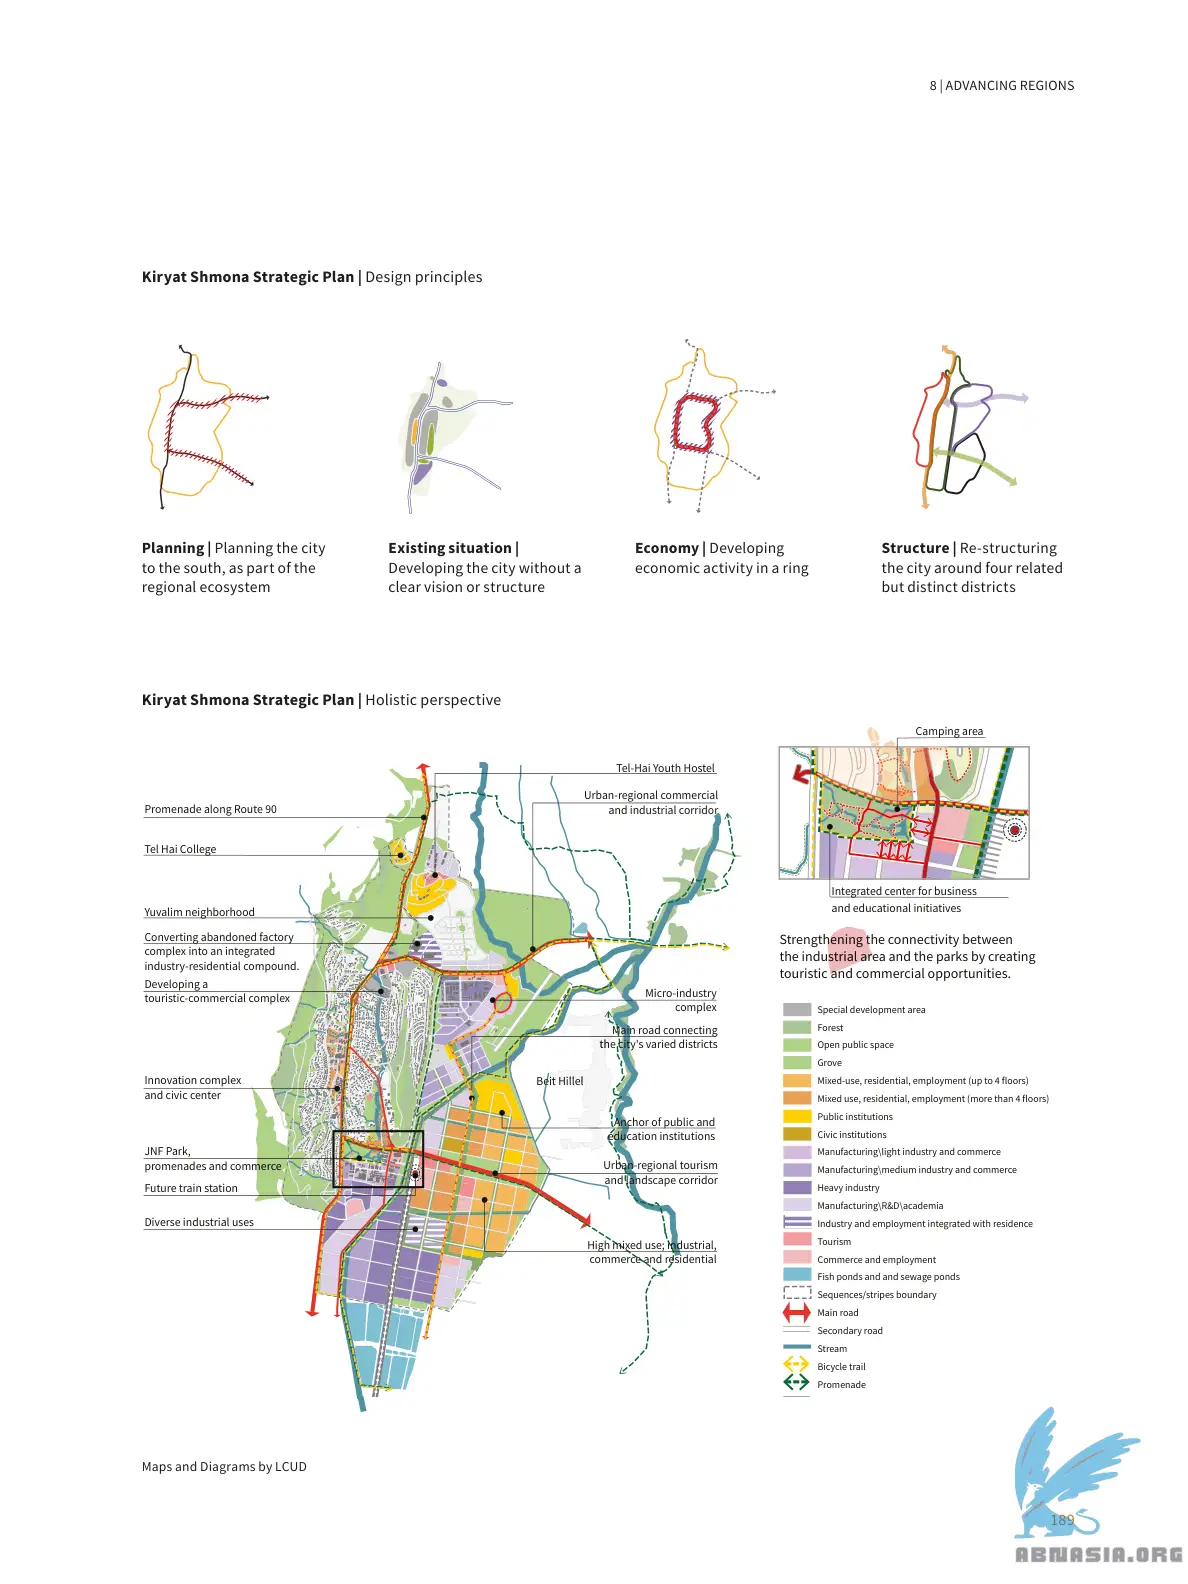 8 | ADVANCING REGIONS
Kiryat Shmona Strategic Plan | Design principles
Planning | Planning the city
to the south, as part of the
regional ecosystem
Existing situation |
Developing the city without a
clear vision or structure
Economy | Developing
economic activity in a ring
Structure | Re-structuring
the city around four related
but distinct districts
Kiryat Shmona Strategic Plan | Holistic perspective
Promenade along Route 90
Tel Hai College
Yuvalim neighborhood
Converting abandoned factory
complex into an integrated
industry-residential compound.
Developing a
touristic-commercial complex
Innovation complex
and civic center
JNF Park,
promenades and commerce
Future train station
Diverse industrial uses
Tel-Hai Youth Hostel
Urban-regional commercial
and industrial corridor
Micro-industry
complex
Main road connecting
the city's varied districts
Beit Hillel
Anchor of public and
education institutions
Urban-regional tourism
and landscape corridor
High mixed use; Industrial,
commerce and residential
Camping area
Integrated center for business
and educational initiatives
Strengthening the connectivity between
the industrial area and the parks by creating
touristic and commercial opportunities.
Special development area
Forest
Open public space
Grove
Mixed-use, residential, employment (up to 4 floors)
Mixed use, residential, employment (more than 4 floors)
Public institutions
Civic institutions
Manufacturing\light industry and commerce
Manufacturing\medium industry and commerce
Heavy industry
Manufacturing\R&D\academia
Industry and employment integrated with residence
Tourism
Commerce and employment
Fish ponds and and sewage ponds
Sequences/stripes boundary
Main road
Secondary road
Stream
Bicycle trail
Promenade
Maps and Diagrams by LCUD
189
ABNASIA.ORG